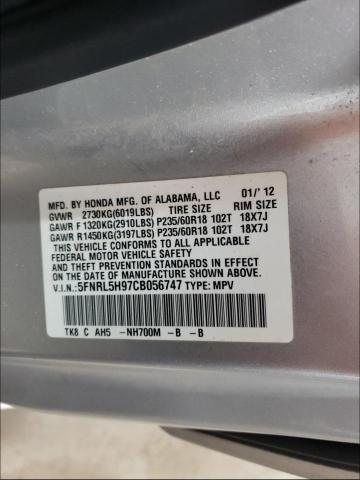 MFD. BY HONDA MFG. OF ALABAMA, LLC 01/'12
GVWR 2730KG(6019LBS) TIRE SIZE RIM SIZE
GAWR F 1320KG(2910LBS) P235/60R18 102T 18X7J
GAWR R1450KG(3197LBS) P235/60R18 102T 18X7J
THIS VEHICLE CONFORMS TO ALL APPLICABLE
FEDERAL MOTOR VEHICLE SAFETY
AND THEFT PREVENTION STANDARDS IN EFFECT
ON THE DATE OF MANUFACTURE SHOWN ABOVE.
V.I.N.:5FNRL5H97CB056747 TYPE: MPV
TK8 C AH5 -NH700M -B -B